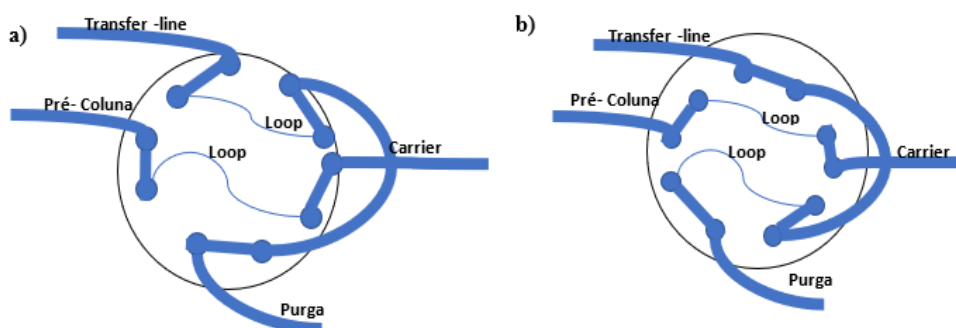 a)
Transfer -line
Pré- Coluna
Loop
Loop
Carrier
Purga
b)
Transfer -line
Pré- Coluna
Loop
Loop
Carrier
Purga